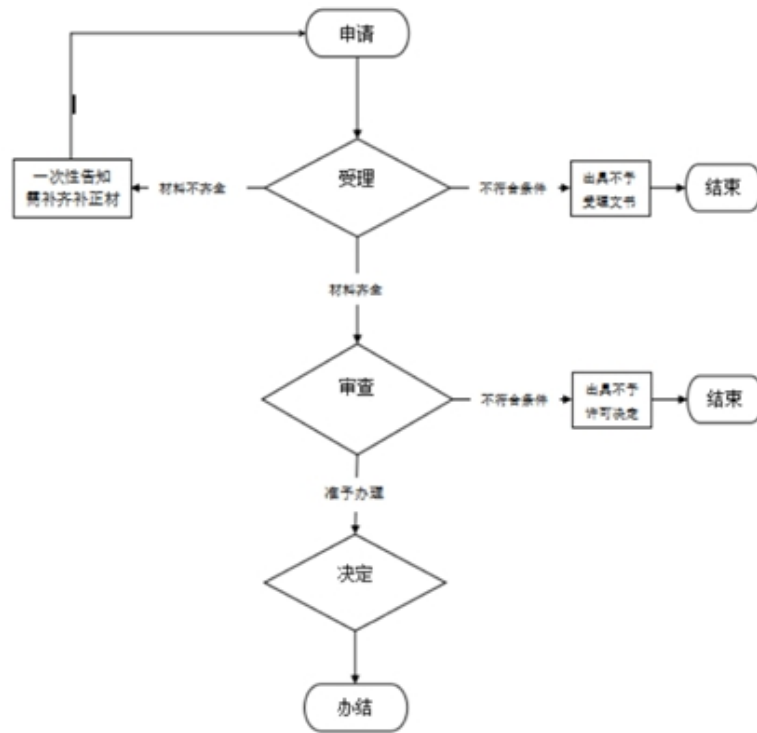 申请
一次性告知
需补齐补正材
材料不齐全
受理
不符合条件
出具不予
受理文书
结束
材料齐全
审查
不符合条件
出具不予
许可决定
结束
准予办理
决定
办结